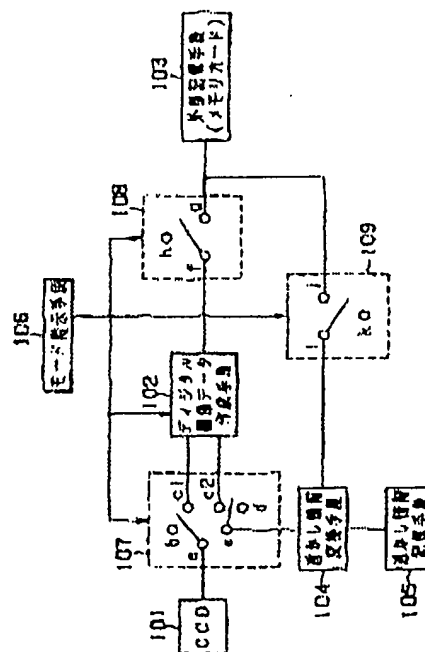 106
モード指示手段
101
CCD
107
a
b
c1
c2
d
e
102
ディジタル
画像データ
作成手段
108
f
g
h
103
外部記憶手段
(メモリカード)
104
透かし情報
交換手段
105
透かし情報
記憶手段
109
i
j
k